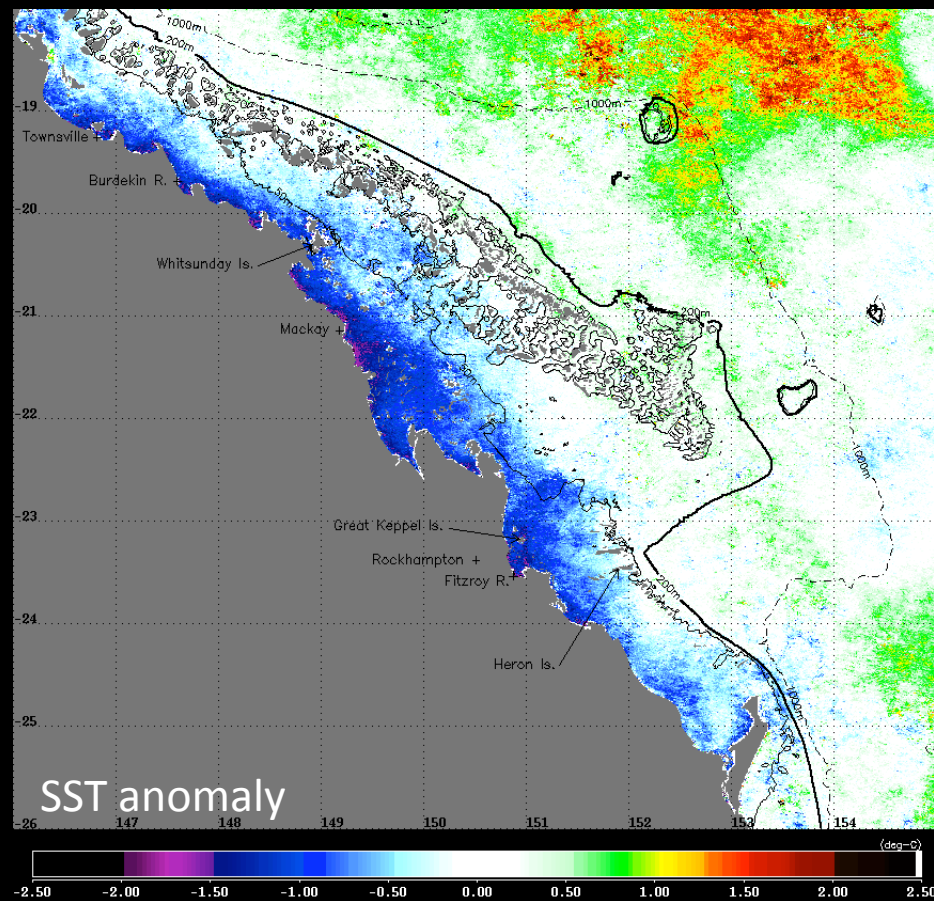 1000m
200m
50m
-19
1000m
Townsville +
Burdekin R. +
-20
50m
Whitsunday Is.
-21
200m
Mackay +
50m
-22
1000m
-23
Great Keppel Is.
Rockhampton +
Fitzroy R. +
200m
-24
Heron Is.
1000m
-25
SST anomaly
-26
147 148 149 150 151 152 153 154
(deg-C)
-2.50 -2.00 -1.50 -1.00 -0.50 0.00 0.50 1.00 1.50 2.00 2.50